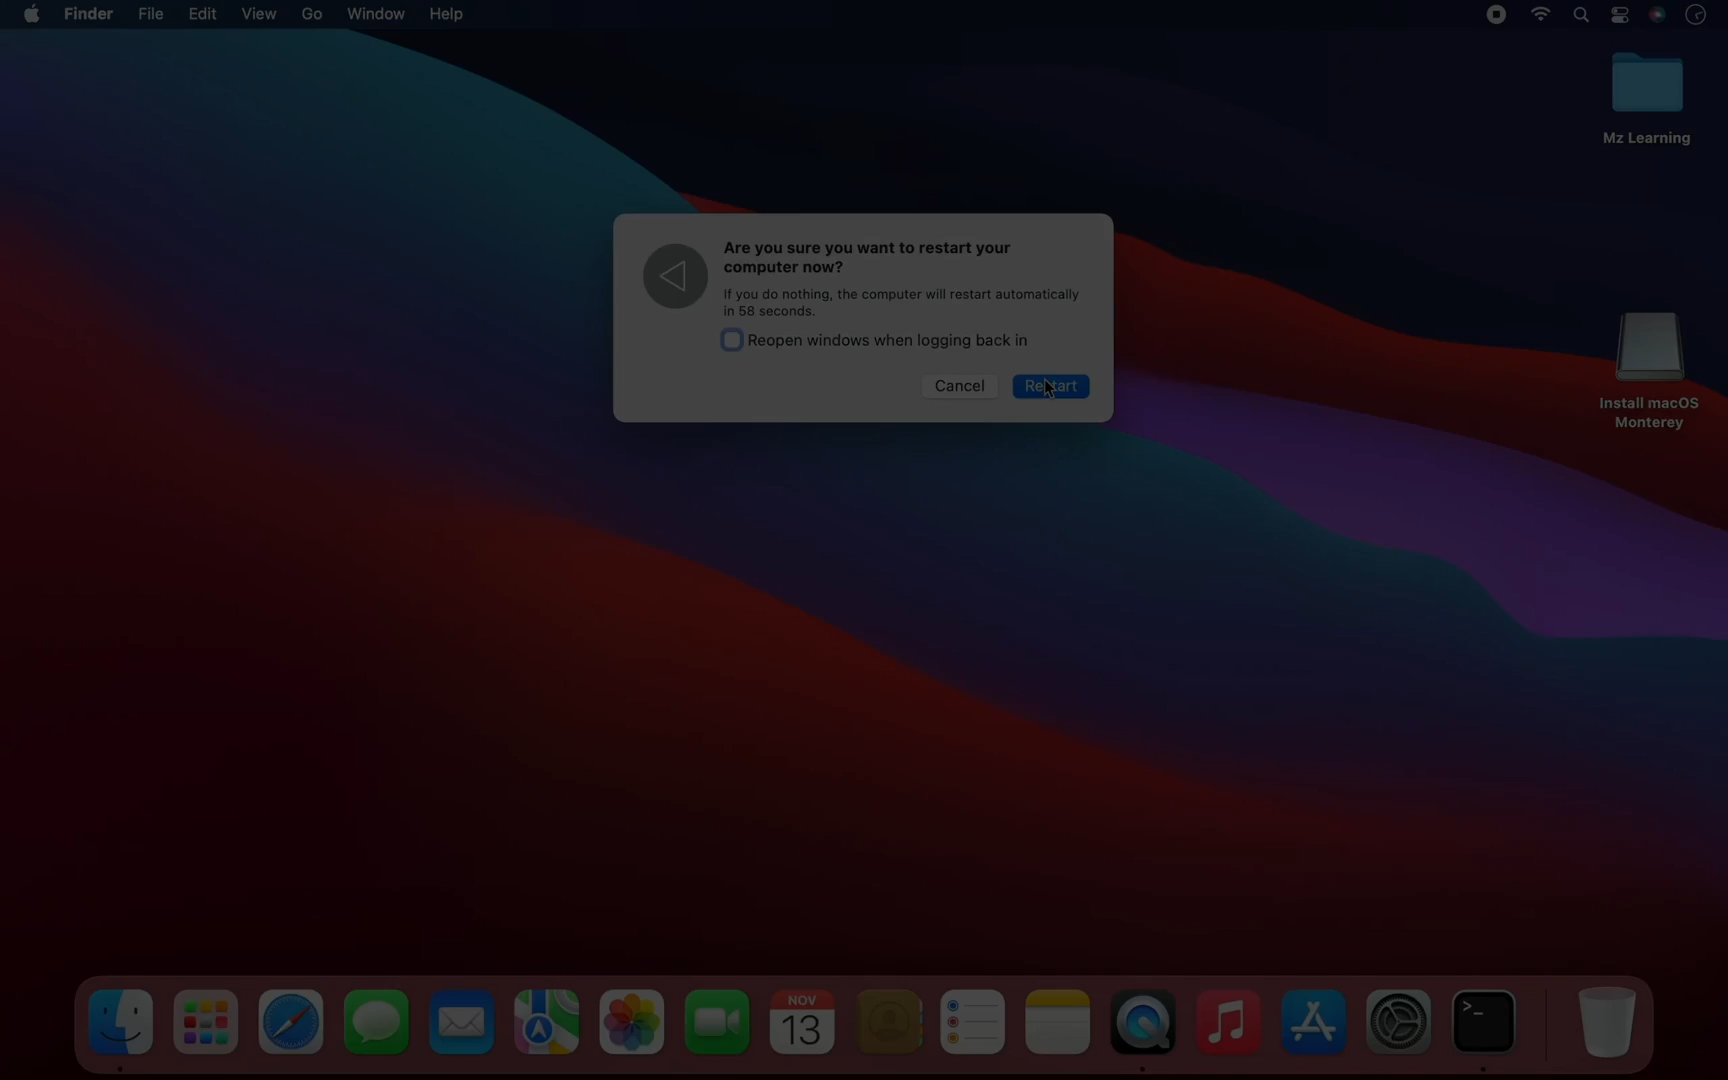 Finder File Edit View Go Window Help
Mz Learning
Are you sure you want to restart your
computer now?
If you do nothing, the computer will restart automatically
in 58 seconds.
Reopen windows when logging back in
Cancel Restart
Install macOS
Monterey
NOV
13
>_